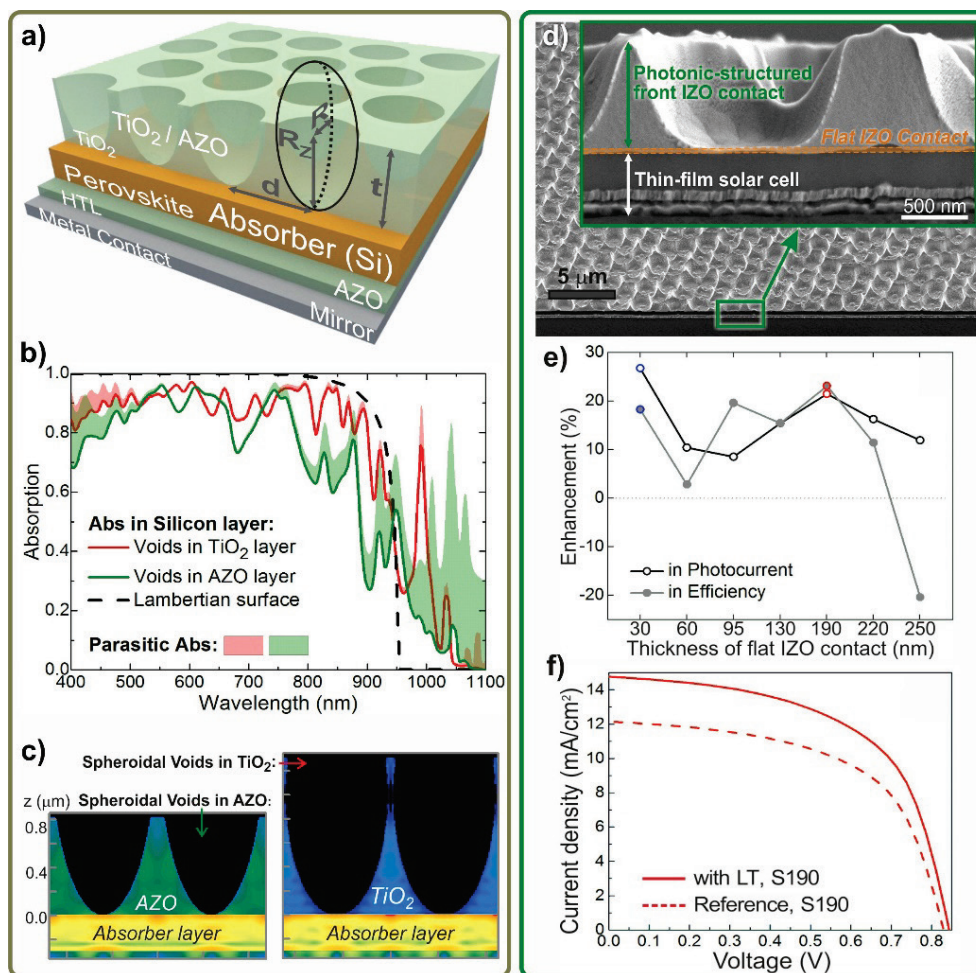 a)
TiO2 / AZO
Rx
Rz
d
t
TiO2
Perovskite Absorber (Si)
HTL
AZO
Metal Contact
Mirror
b)
Absorption
1.0
0.8
0.6
0.4
0.2
0.0
Abs in Silicon layer:
Voids in TiO2 layer
Voids in AZO layer
Lambertian surface
Parasitic Abs:
400 500 600 700 800 900 1000 1100
Wavelength (nm)
c)
Spheroidal Voids in TiO2:
z (µm)
Spheroidal Voids in AZO:
0.8
0.4
0.0
AZO
TiO2
Absorber layer
Absorber layer
d)
Photonic-structured
front IZO contact
Flat IZO Contact
Thin-film solar cell
500 nm
5 µm
e)
Enhancement (%)
30
20
10
0
-10
-20
in Photocurrent
in Efficiency
30 60 95 130 190 220 250
Thickness of flat IZO contact (nm)
f)
Current density (mA/cm2)
14
12
10
8
6
4
2
0
with LT, S190
Reference, S190
0.0 0.1 0.2 0.3 0.4 0.5 0.6 0.7 0.8
Voltage (V)